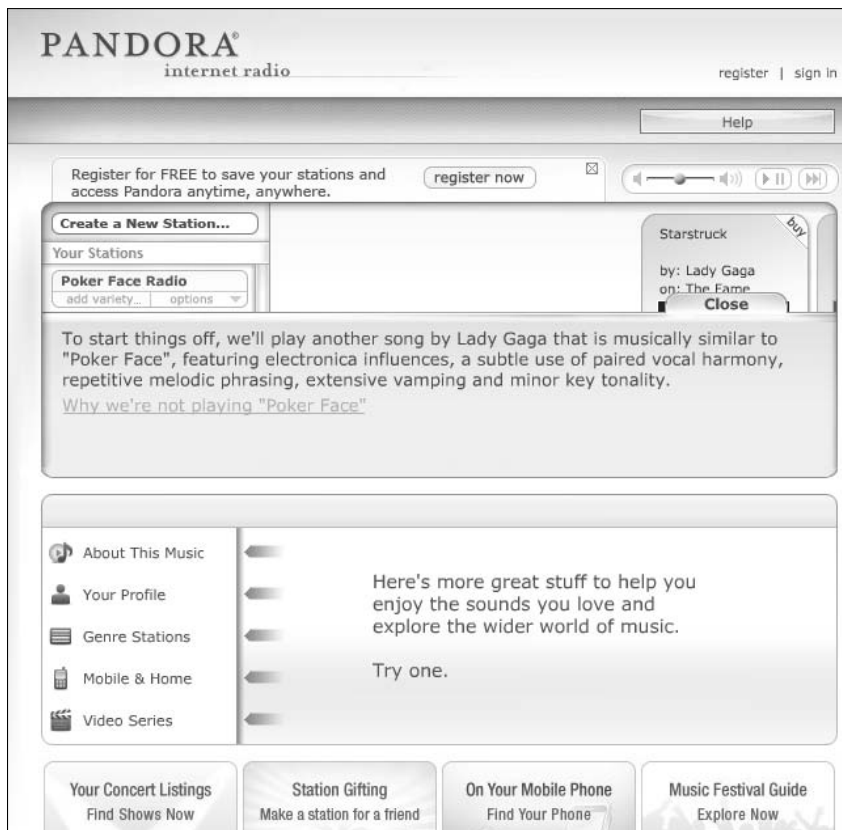 PANDORA®
internet radio
register | sign in
Help
Register for FREE to save your stations and
access Pandora anytime, anywhere.
register now
Create a New Station...
Your Stations
Poker Face Radio
add variety... | options
Starstruck
buy
by: Lady Gaga
on: The Fame
Close
To start things off, we'll play another song by Lady Gaga that is musically similar to
"Poker Face", featuring electronica influences, a subtle use of paired vocal harmony,
repetitive melodic phrasing, extensive vamping and minor key tonality.
Why we're not playing "Poker Face"
About This Music
Your Profile
Genre Stations
Mobile & Home
Video Series
Here's more great stuff to help you
enjoy the sounds you love and
explore the wider world of music.
Try one.
Your Concert Listings
Find Shows Now
Station Gifting
Make a station for a friend
On Your Mobile Phone
Find Your Phone
Music Festival Guide
Explore Now